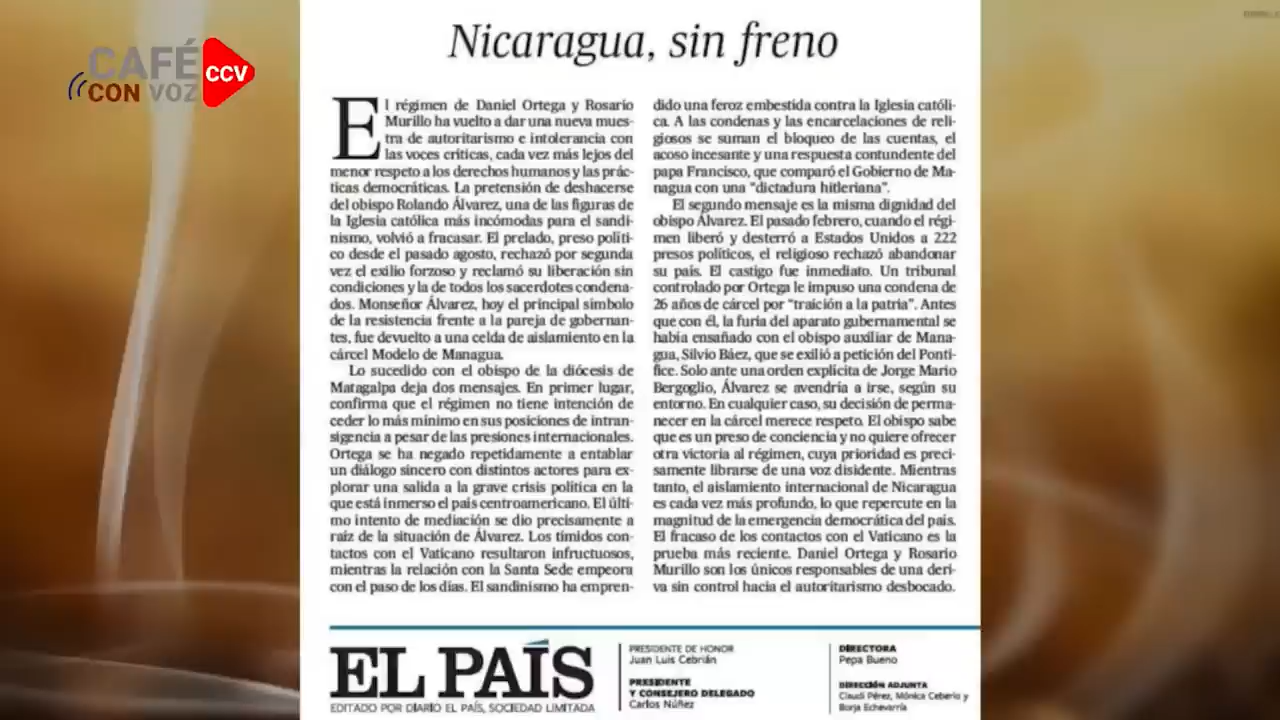 CAFÉ
CON VOZ
CCV
Nicaragua, sin freno
El régimen de Daniel Ortega y Rosario
Murillo ha vuelto a dar una nueva mues-
tra de autoritarismo e intolerancia con
las voces críticas, cada vez más lejos del
menor respeto a los derechos humanos y las prác-
ticas democráticas. La pretensión de deshacerse
del obispo Rolando Álvarez, una de las figuras de
la Iglesia católica más incómodas para el sandi-
nismo, volvió a fracasar. El prelado, preso políti-
co desde el pasado agosto, rechazó por segunda
vez el exilio forzoso y reclamó su liberación sin
condiciones y la de todos los sacerdotes condena-
dos. Monseñor Álvarez, hoy el principal símbolo
de la resistencia frente a la pareja de gobernan-
tes, fue devuelto a una celda de aislamiento en la
cárcel Modelo de Managua.
Lo sucedido con el obispo de la diócesis de
Matagalpa deja dos mensajes. En primer lugar,
confirma que el régimen no tiene intención de
ceder lo más mínimo en sus posiciones de intran-
sigencia a pesar de las presiones internacionales.
Ortega se ha negado repetidamente a entablar
un diálogo sincero con distintos actores para ex-
plorar una salida a la grave crisis política en la
que está inmerso el país centroamericano. El últi-
mo intento de mediación se dio precisamente a
raíz de la situación de Álvarez. Los tímidos con-
tactos con el Vaticano resultaron infructuosos,
mientras la relación con la Santa Sede empeora
con el paso de los días. El sandinismo ha empren-
dido una feroz embestida contra la Iglesia católi-
ca. A las condenas y las encarcelaciones de reli-
giosos se suman el bloqueo de las cuentas, el
acoso incesante y una respuesta contundente del
papa Francisco, que comparó el Gobierno de Ma-
nagua con una “dictadura hitleriana”.
El segundo mensaje es la misma dignidad del
obispo Álvarez. El pasado febrero, cuando el régi-
men liberó y desterró a Estados Unidos a 222
presos políticos, el religioso rechazó abandonar
su país. El castigo fue inmediato. Un tribunal
controlado por Ortega le impuso una condena de
26 años de cárcel por “traición a la patria”. Antes
que con él, la furia del aparato gubernamental se
había ensañado con el obispo auxiliar de Mana-
gua, Silvio Báez, que se exilió a petición del Pontí-
fice. Solo ante una orden explícita de Jorge Mario
Bergoglio, Álvarez se avendría a irse, según su
entorno. En cualquier caso, su decisión de perma-
necer en la cárcel merece respeto. El obispo sabe
que es un preso de conciencia y no quiere ofrecer
otra victoria al régimen, cuya prioridad es preci-
samente librarse de una voz disidente. Mientras
tanto, el aislamiento internacional de Nicaragua
es cada vez más profundo, lo que repercute en la
magnitud de la emergencia democrática del país.
El fracaso de los contactos con el Vaticano es la
prueba más reciente. Daniel Ortega y Rosario
Murillo son los únicos responsables de una deri-
va sin control hacia el autoritarismo desbocado.
EL PAÍS
EDITADO POR DIARIO EL PAÍS, SOCIEDAD LIMITADA
PRESIDENTE DE HONOR
Juan Luis Cebrián
PRESIDENTE
Y CONSEJERO DELEGADO
Carlos Núñez
DIRECTORA
Pepa Bueno
DIRECCIÓN ADJUNTA
Claudi Pérez, Mónica Ceberio y
Borja Echevarría